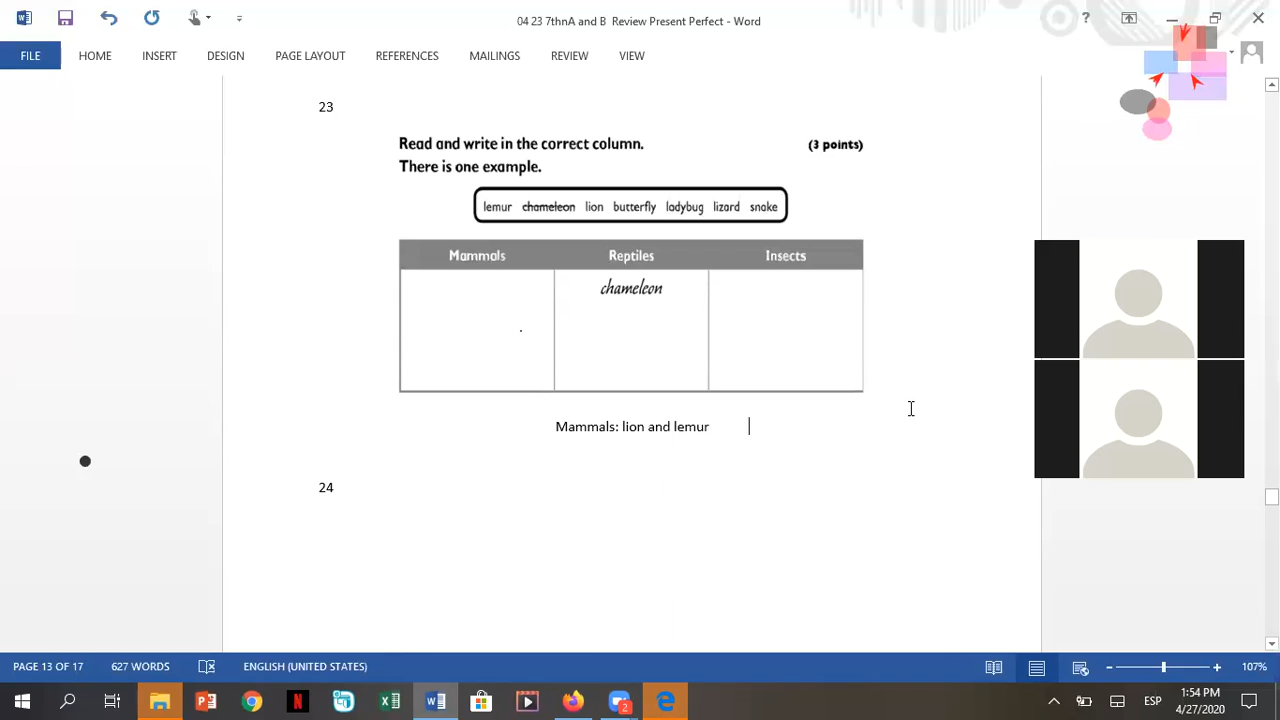 04 23 7thnA and B  Review Present Perfect - Word
FILE HOME INSERT DESIGN PAGE LAYOUT REFERENCES MAILINGS REVIEW VIEW
23
Read and write in the correct column. (3 points)
There is one example.
lemur chameleon lion butterfly ladybug lizard snake
Mammals Reptiles Insects
chameleon
Mammals: lion and lemur
24
PAGE 13 OF 17 627 WORDS ENGLISH (UNITED STATES) 107%
2
ESP
1:54 PM
4/27/2020